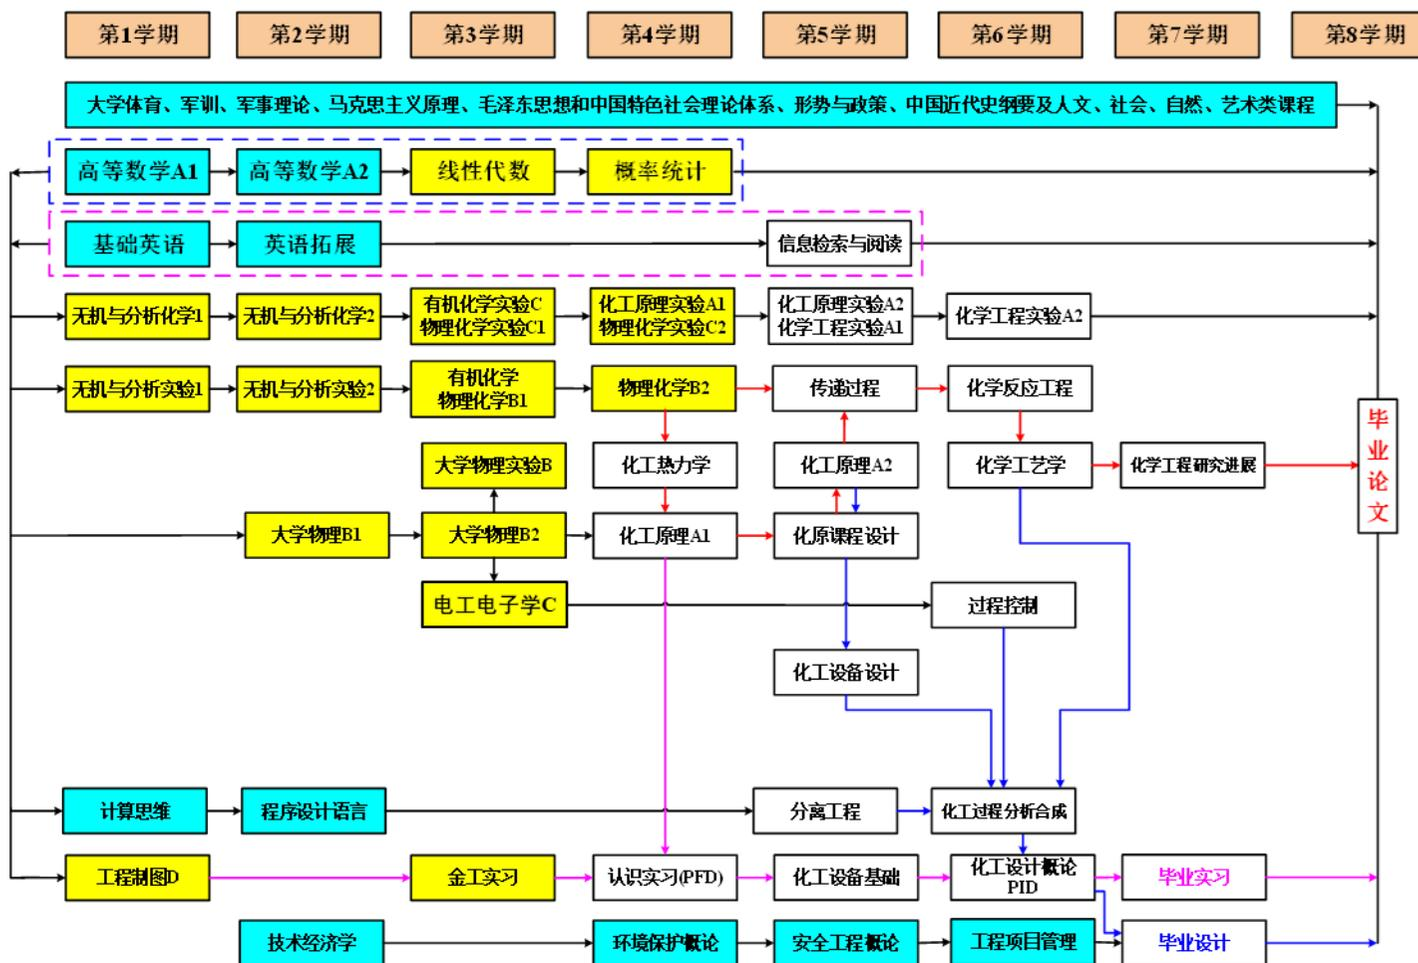 第1学期
第2学期
第3学期
第4学期
第5学期
第6学期
第7学期
第8学期
大学体育、军训、军事理论、马克思主义原理、毛泽东思想和中国特色社会理论体系、形势与政策、中国近代史纲要及人文、社会、自然、艺术类课程
高等数学A1
高等数学A2
线性代数
概率统计
基础英语
英语拓展
信息检索与阅读
无机与分析化学1
无机与分析化学2
有机化学实验C
物理化学实验C1
化工原理实验A1
物理化学实验C2
化工原理实验A2
化学工程实验A1
化学工程实验A2
无机与分析实验1
无机与分析实验2
有机化学
物理化学B1
物理化学B2
传递过程
化学反应工程
毕
业
论
文
大学物理实验B
化工热力学
化工原理A2
化学工艺学
化学工程研究进展
大学物理B1
大学物理B2
化工原理A1
化原课程设计
电工电子学C
过程控制
化工设备设计
计算思维
程序设计语言
分离工程
化工过程分析合成
工程制图D
金工实习
认识实习(PFD)
化工设备基础
化工设计概论
PID
毕业实习
技术经济学
环境保护概论
安全工程概论
工程项目管理
毕业设计